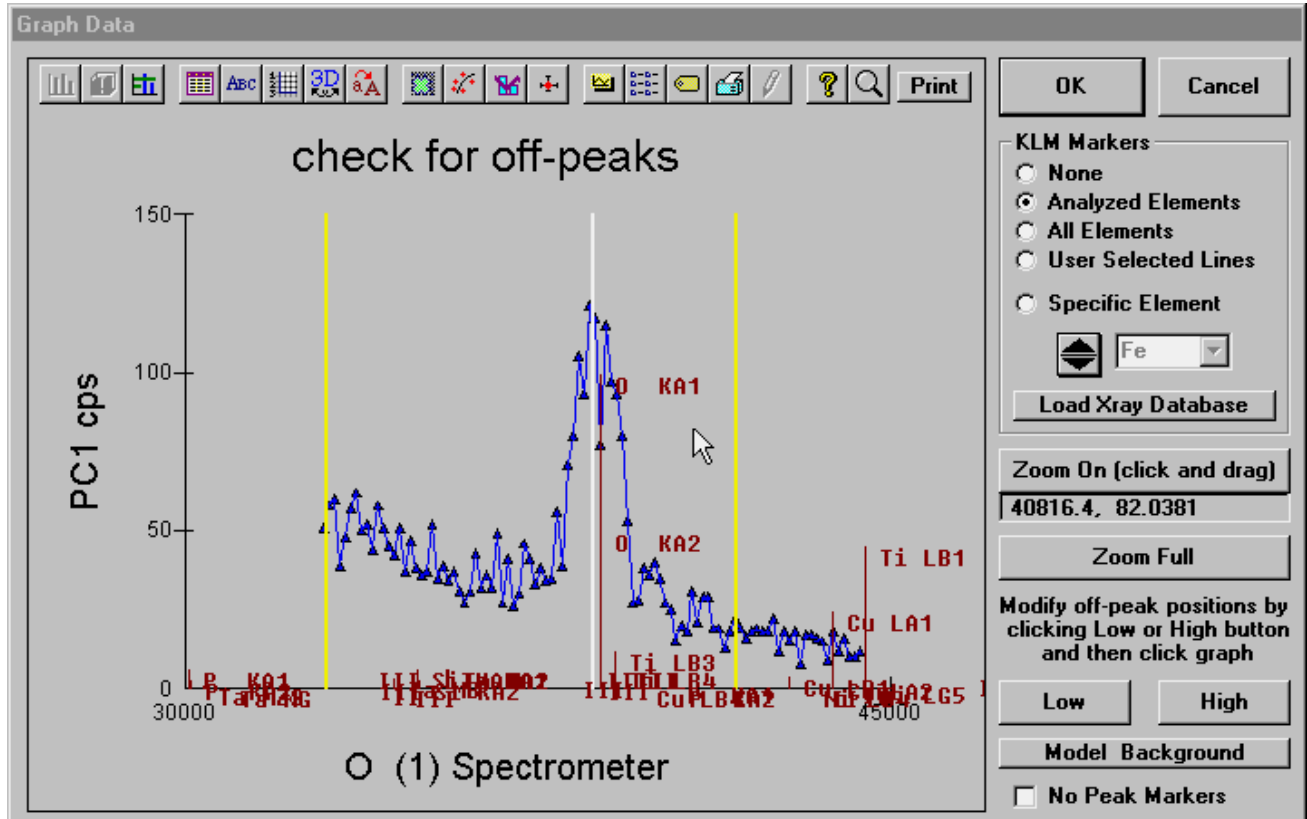 Graph Data
ABC
3D
A
?
Print
OK
Cancel
check for off-peaks
150
100
50
0
PC1 cps
O KA1
O KA2
Ti LB1
Cu LA1
Ti LB3
P KA1
30000
45000
O (1) Spectrometer
KLM Markers
None
Analyzed Elements
All Elements
User Selected Lines
Specific Element
Fe
Load Xray Database
Zoom On (click and drag)
40816.4, 82.0381
Zoom Full
Modify off-peak positions by
clicking Low or High button
and then click graph
Low
High
Model Background
No Peak Markers